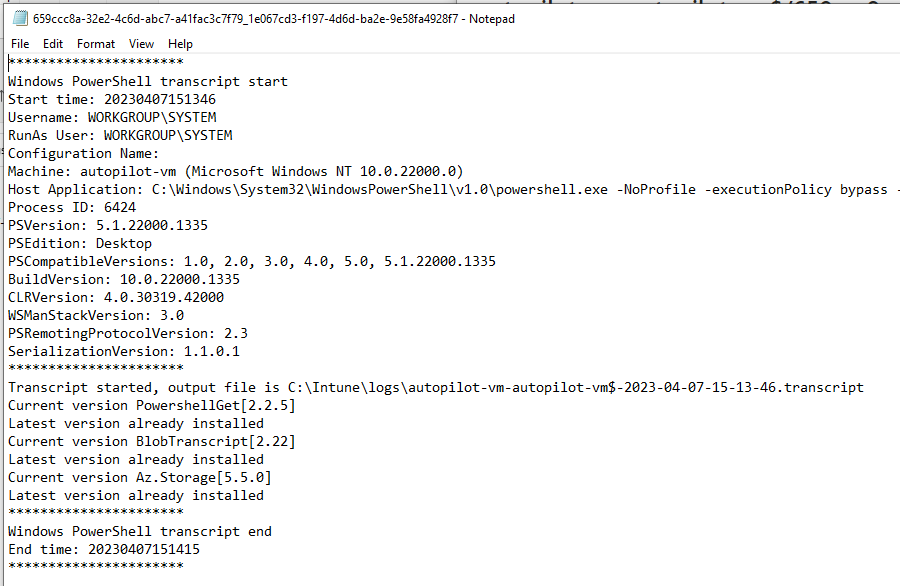 659ccc8a-32e2-4c6d-abc7-a41fac3c7f79_1e067cd3-f197-4d6d-ba2e-9e58fa4928f7 - Notepad
File Edit Format View Help
**********************
Windows PowerShell transcript start
Start time: 20230407151346
Username: WORKGROUP\SYSTEM
RunAs User: WORKGROUP\SYSTEM
Configuration Name:
Machine: autopilot-vm (Microsoft Windows NT 10.0.22000.0)
Host Application: C:\Windows\System32\WindowsPowerShell\v1.0\powershell.exe -NoProfile -executionPolicy bypass -
Process ID: 6424
PSVersion: 5.1.22000.1335
PSEdition: Desktop
PSCompatibleVersions: 1.0, 2.0, 3.0, 4.0, 5.0, 5.1.22000.1335
BuildVersion: 10.0.22000.1335
CLRVersion: 4.0.30319.42000
WSManStackVersion: 3.0
PSRemotingProtocolVersion: 2.3
SerializationVersion: 1.1.0.1
**********************
Transcript started, output file is C:\Intune\logs\autopilot-vm-autopilot-vm$-2023-04-07-15-13-46.transcript
Current version PowershellGet[2.2.5]
Latest version already installed
Current version BlobTranscript[2.22]
Latest version already installed
Current version Az.Storage[5.5.0]
Latest version already installed
**********************
Windows PowerShell transcript end
End time: 20230407151415
**********************